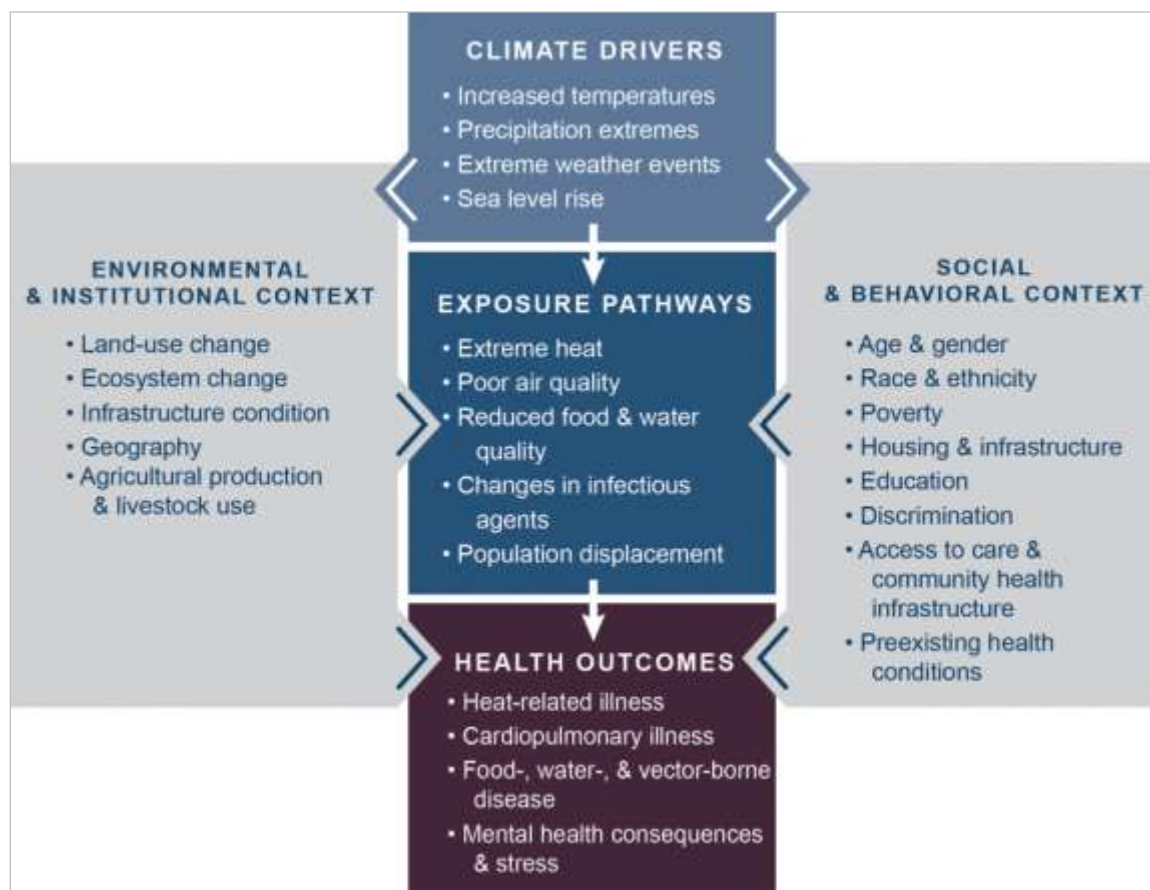 CLIMATE DRIVERS
• Increased temperatures
• Precipitation extremes
• Extreme weather events
• Sea level rise
ENVIRONMENTAL
& INSTITUTIONAL CONTEXT
• Land-use change
• Ecosystem change
• Infrastructure condition
• Geography
• Agricultural production
& livestock use
EXPOSURE PATHWAYS
• Extreme heat
• Poor air quality
• Reduced food & water
quality
• Changes in infectious
agents
• Population displacement
SOCIAL
& BEHAVIORAL CONTEXT
• Age & gender
• Race & ethnicity
• Poverty
• Housing & infrastructure
• Education
• Discrimination
• Access to care &
community health
infrastructure
• Preexisting health
conditions
HEALTH OUTCOMES
• Heat-related illness
• Cardiopulmonary illness
• Food-, water-, & vector-borne
disease
• Mental health consequences
& stress